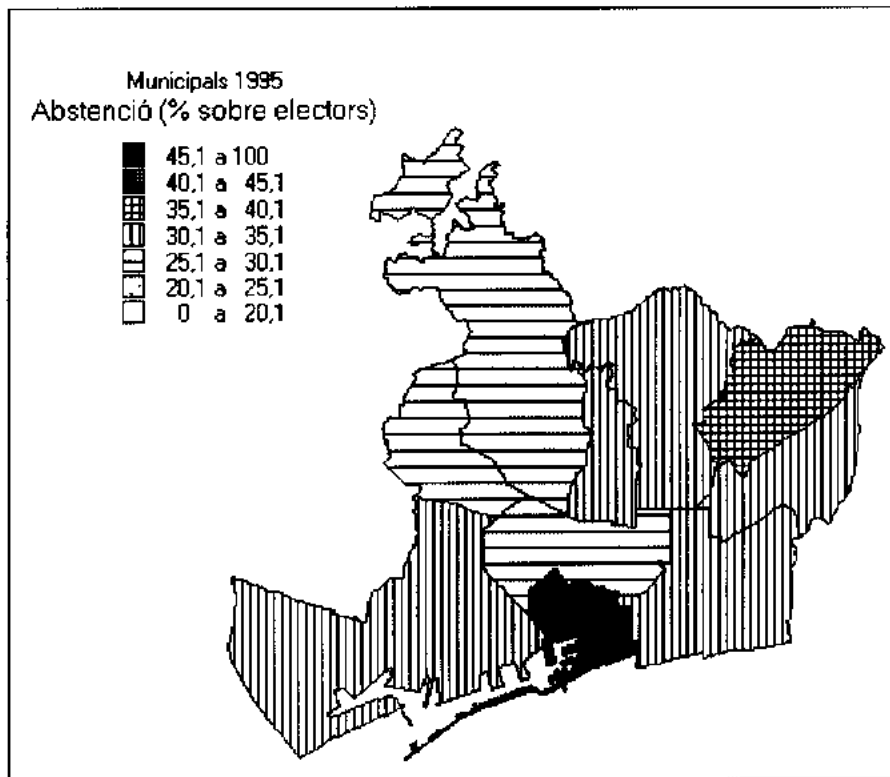 Municipals 1995
Abstenció (% sobre electors)
45,1 a 100
40,1 a 45,1
35,1 a 40,1
30,1 a 35,1
25,1 a 30,1
20,1 a 25,1
0 a 20,1